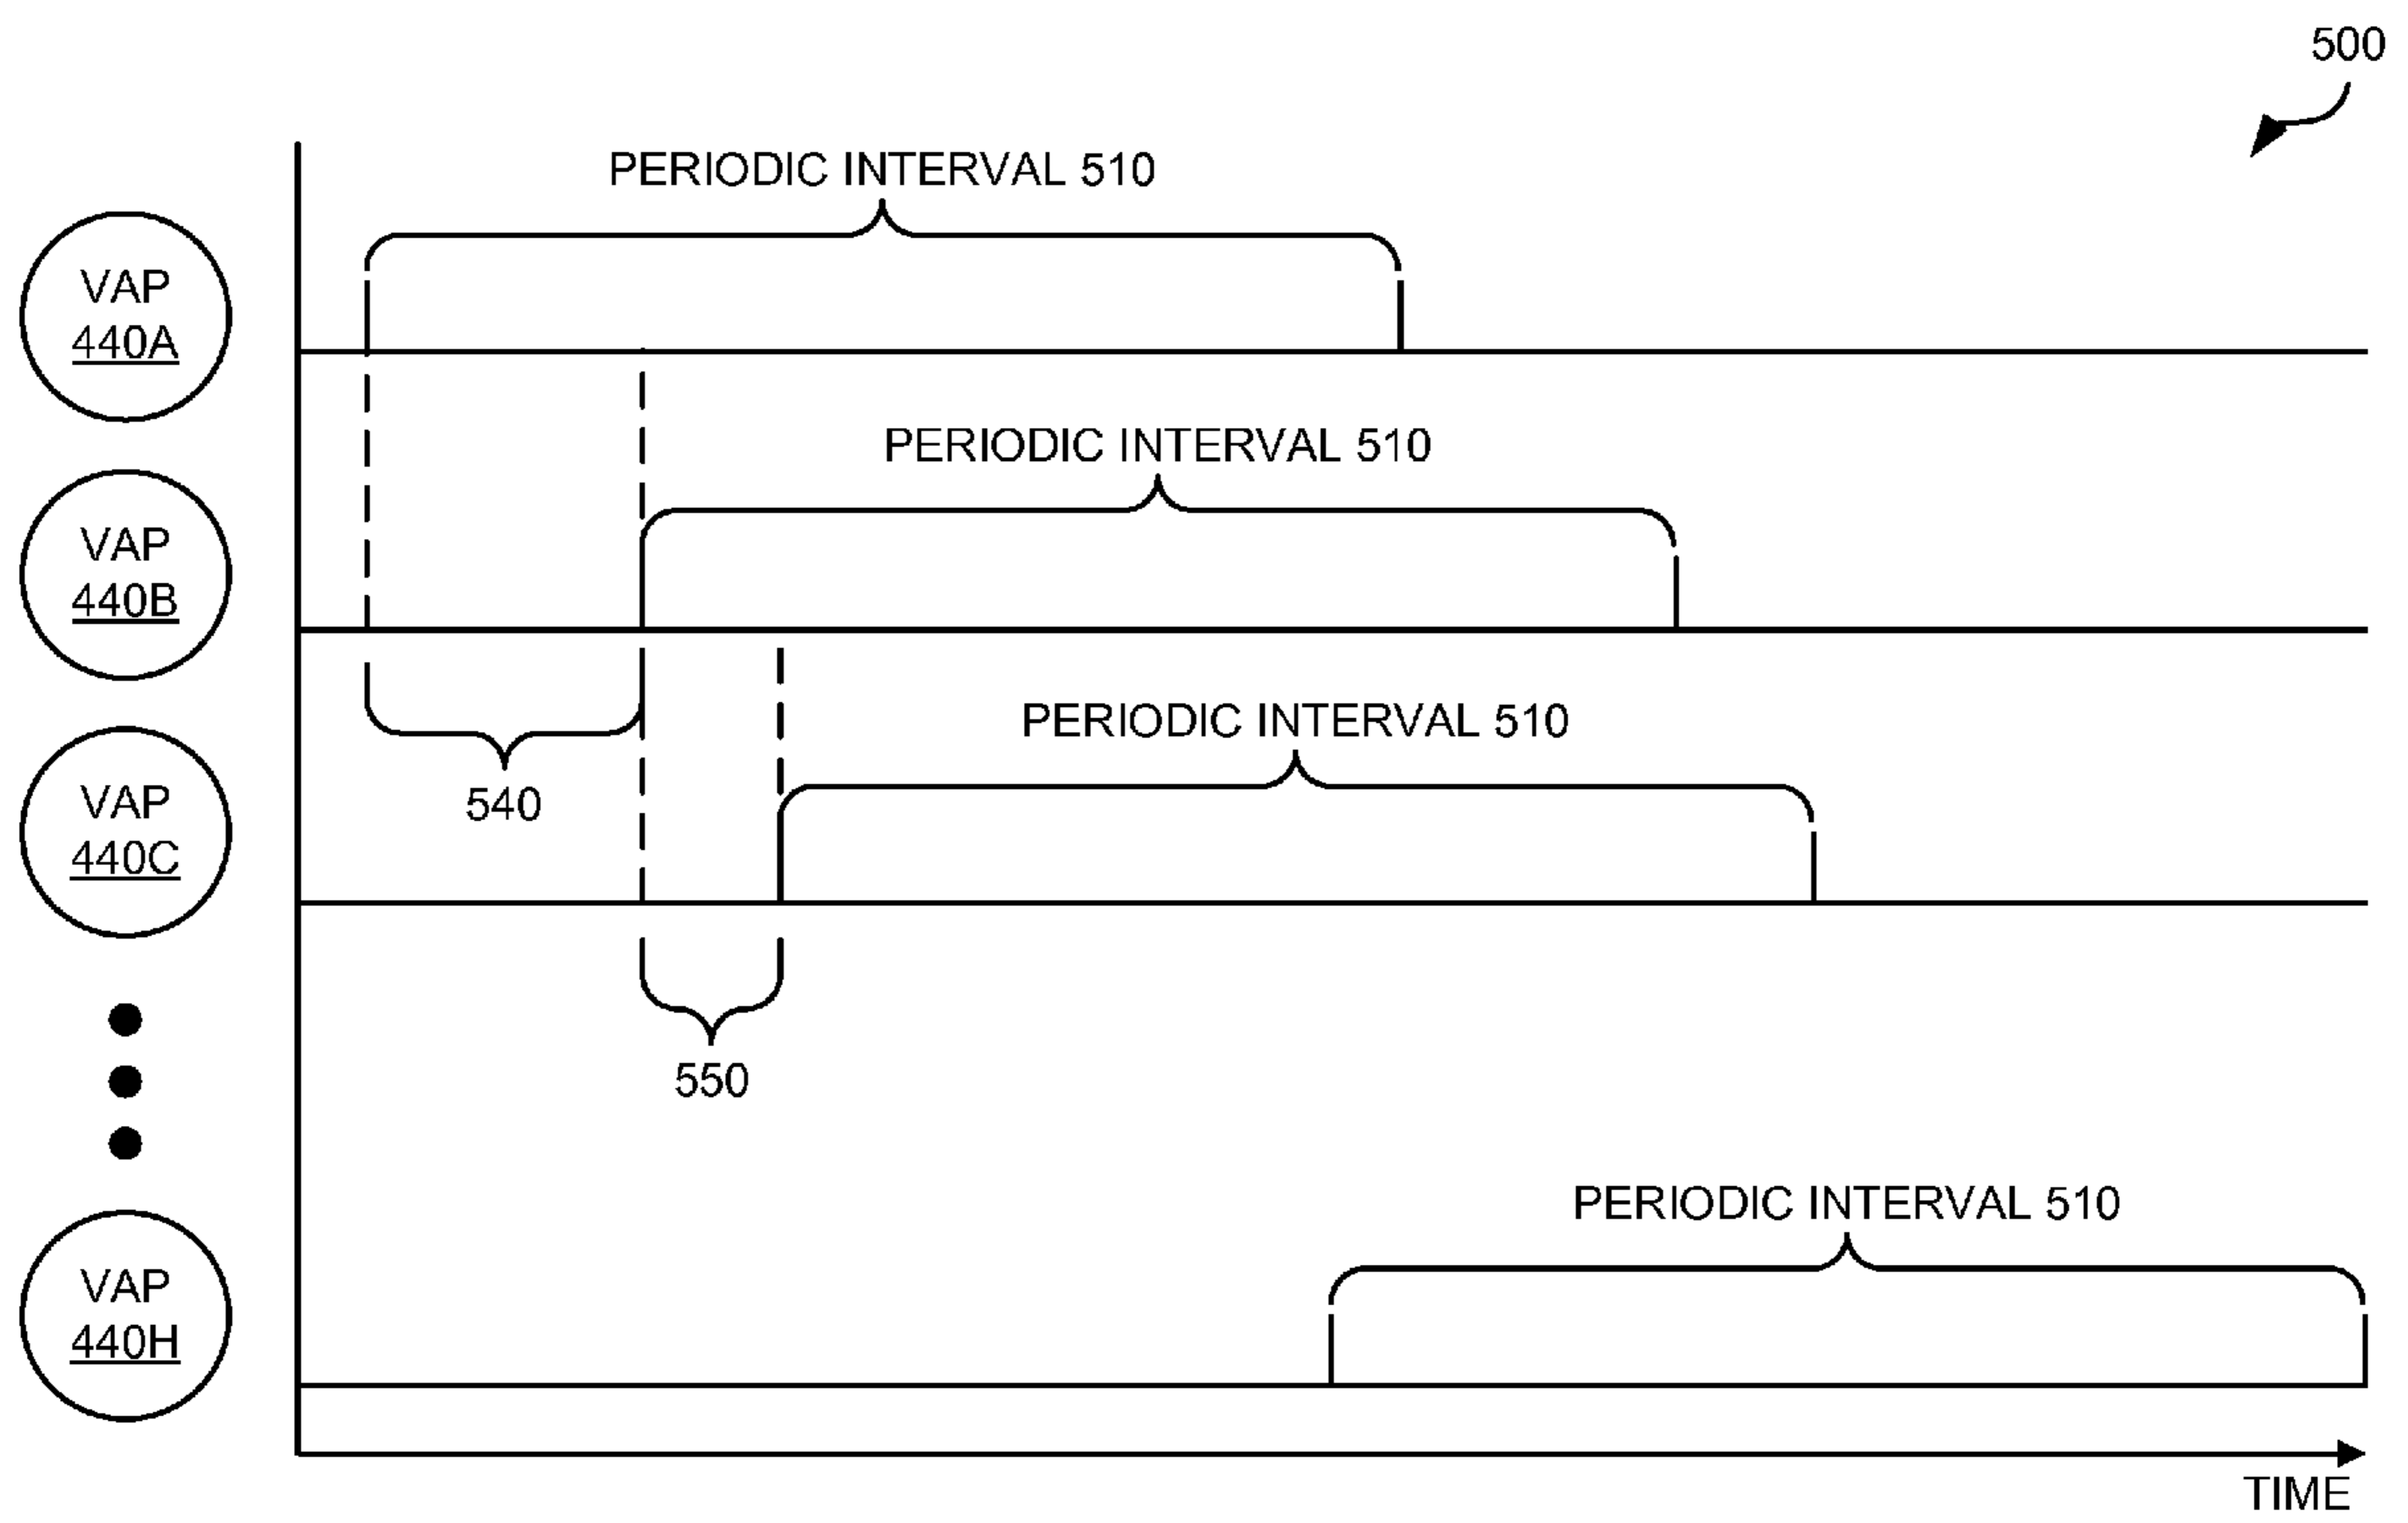 500
PERIODIC INTERVAL 510
VAP
440A
PERIODIC INTERVAL 510
VAP
440B
PERIODIC INTERVAL 510
540
VAP
440C
550
PERIODIC INTERVAL 510
VAP
440H
TIME